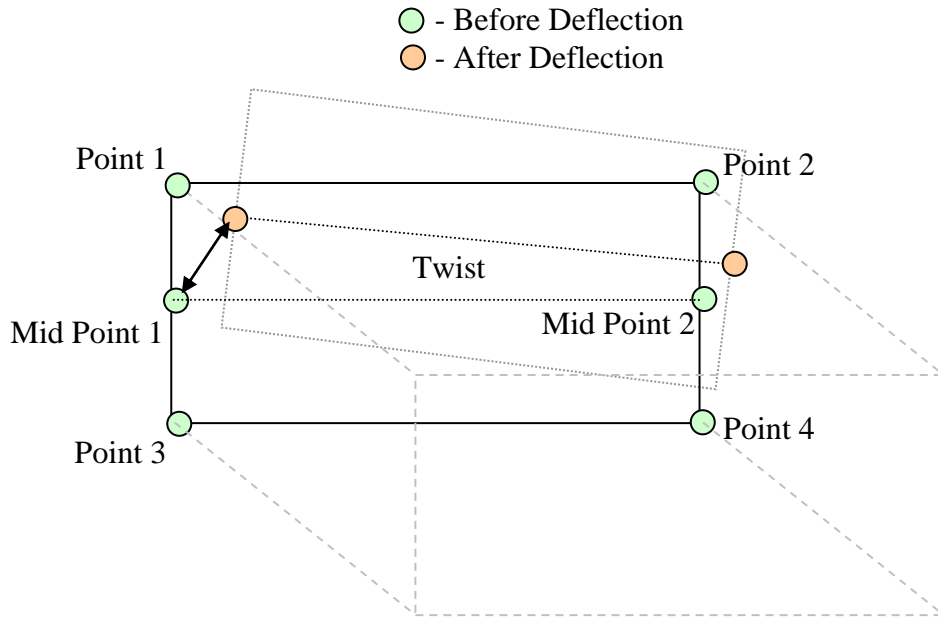 - Before Deflection
- After Deflection
Point 1
Point 2
Twist
Mid Point 1
Mid Point 2
Point 3
Point 4